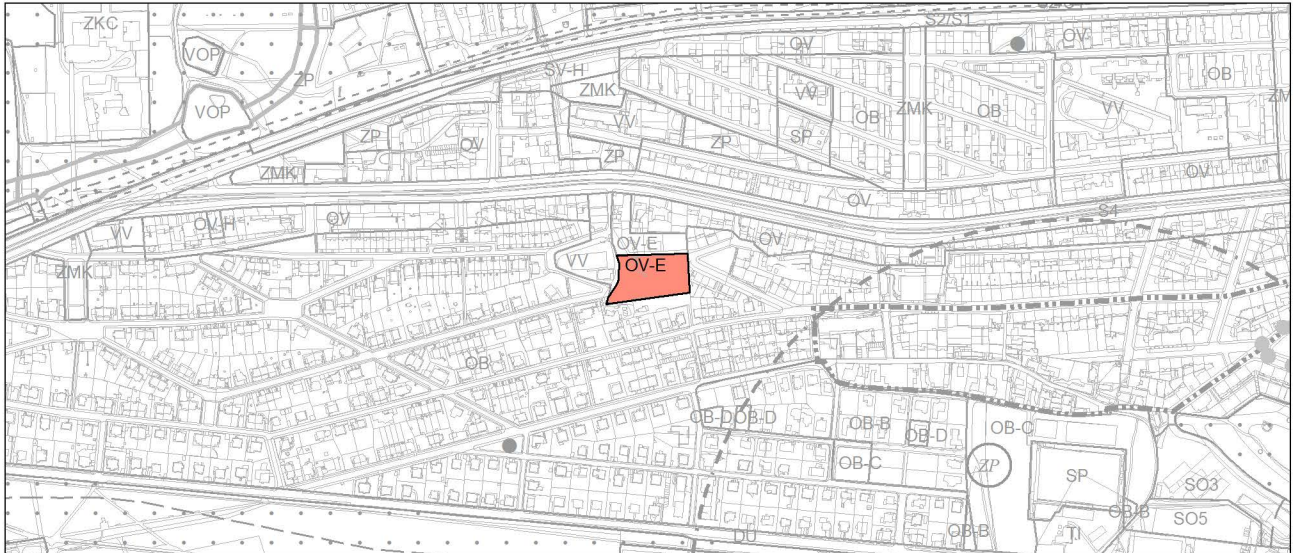 S2/S1
ZKC
OV
OV
VOP
OB
ZP
SV-H
ZMK
VV
VV
ZMK
VOP
OB
OB
VV
ZP
ZP
SP
OV
ZP
ZMK
OV
OV
S4
OV-H
OV
OV-E
OV
VV
VV
OV-E
ZMK
OB
OB-D
OB-D
OB-B
OB-D
OB-C
OB-C
ZP
SP
SO3
OB-B
SO5
OB-B
DU
TI